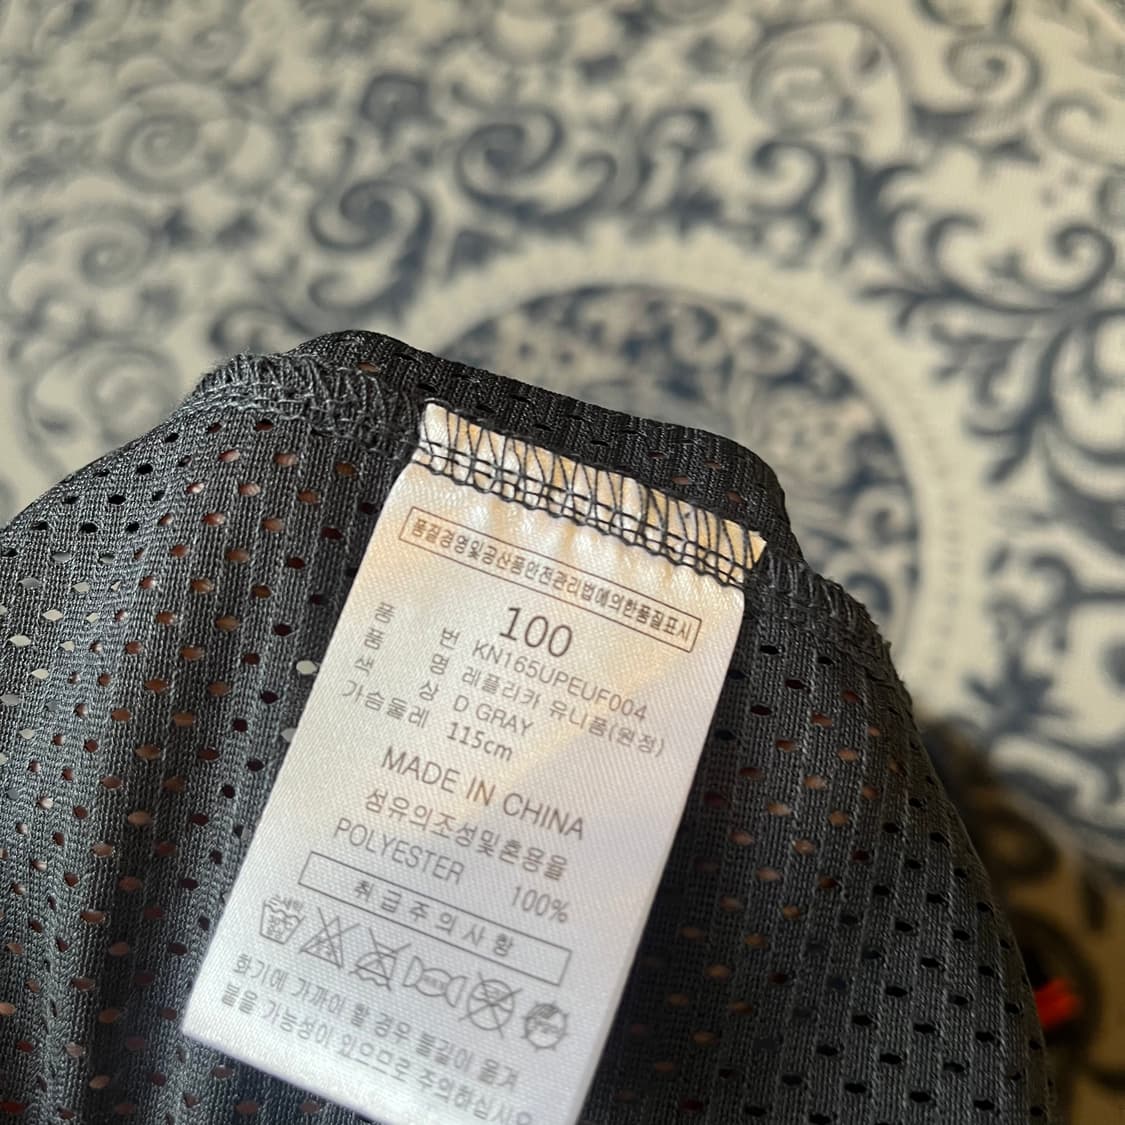 품질경영및공산품안전관리법에의한품질표시
100
품 번 KN165UPEUF004
품 명 레플리카 유니폼(원정)
색 상 D GRAY
가슴둘레 115cm
MADE IN CHINA
섬유의조성및혼용율
POLYESTER 100%
취급주의사항
손세탁
화기에 가까이 할 경우 불길이 옮겨
붙을 가능성이 있으므로 주의하십시오